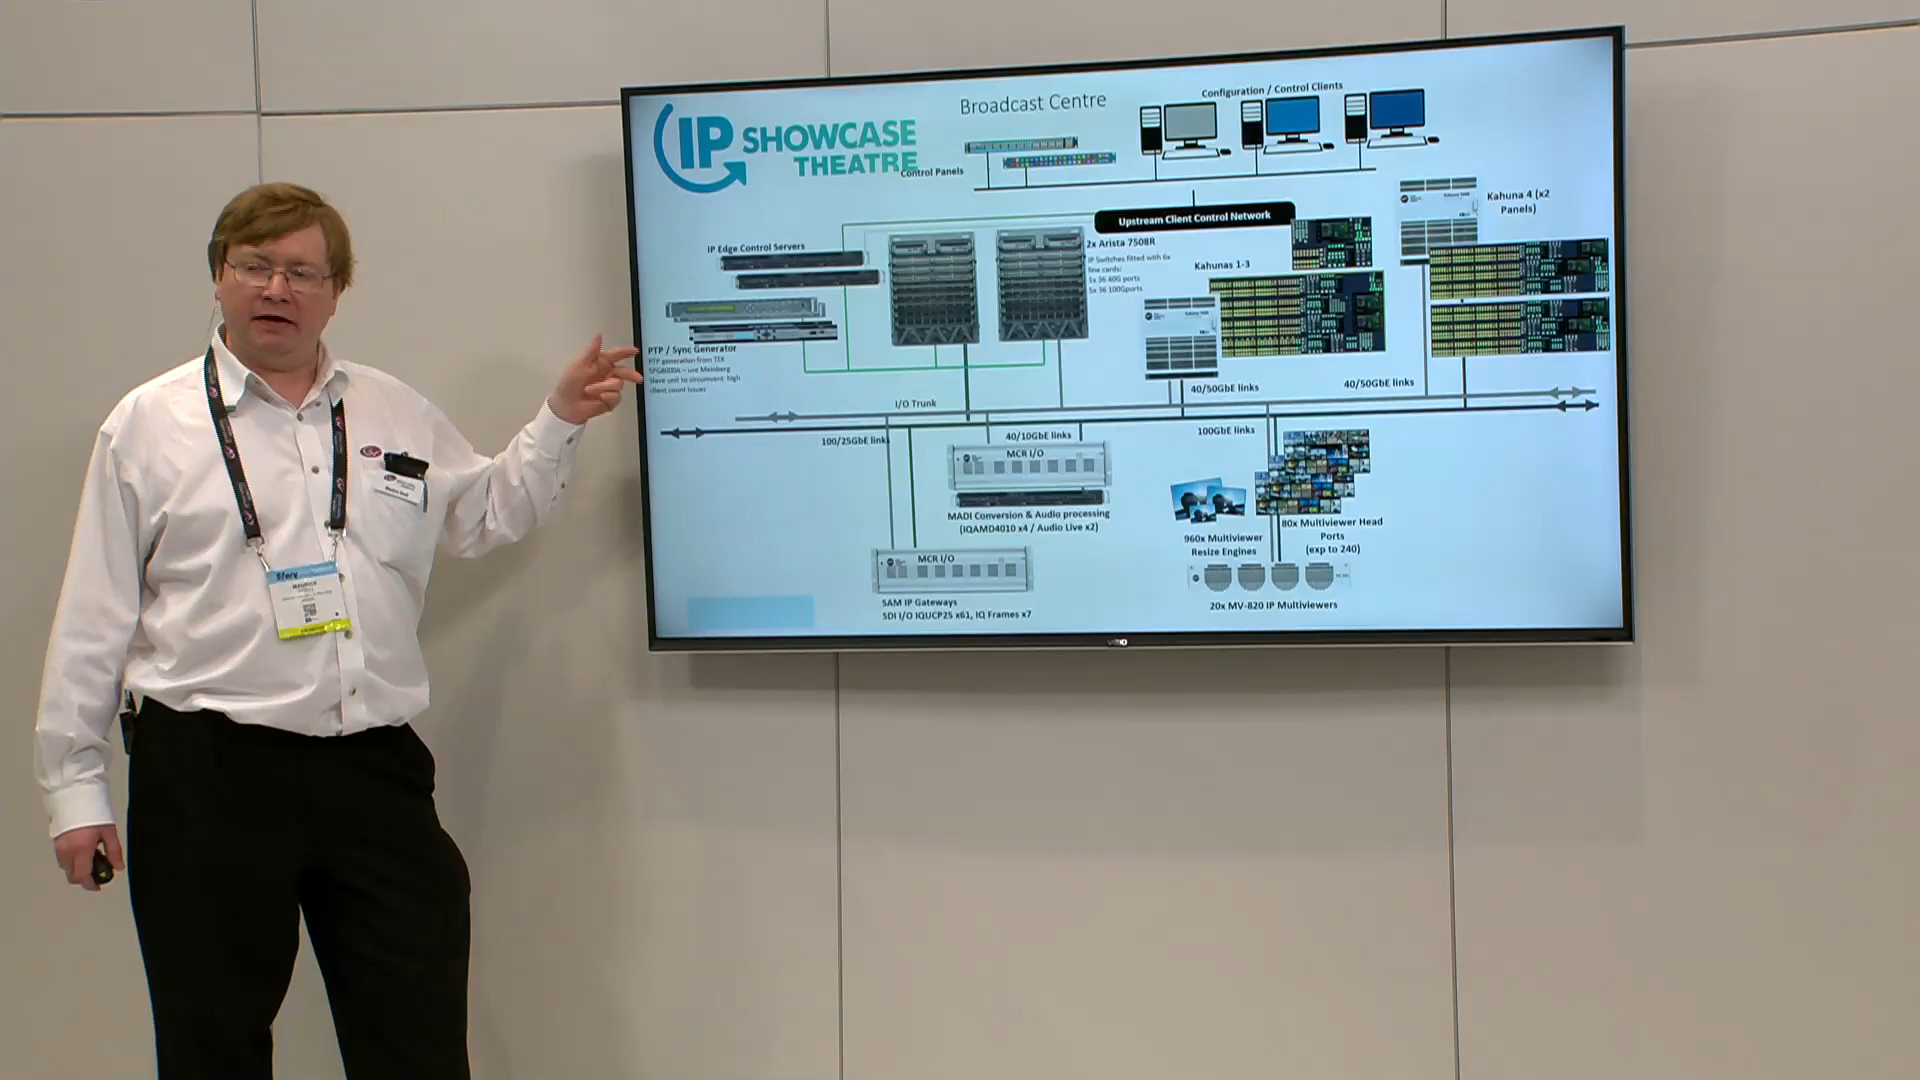 IP SHOWCASE
THEATRE
Broadcast Centre
Configuration / Control Clients
Control Panels
Upstream Client Control Network
Kahuna 4 (x2
Panels)
IP Edge Control Servers
2x Arista 7508R
IP Switches fitted with 6x
line cards:
1x 36 40G ports
5x 36 100Gports
Kahunas 1-3
PTP / Sync Generator
PTP generation from TEK
SPG8000A – use Meinberg
Slave unit to circumvent high
client count issues
40/50GbE links
40/50GbE links
I/O Trunk
100/25GbE links
40/10GbE links
100GbE links
MCR I/O
MADI Conversion & Audio processing
(IQAMD4010 x4 / Audio Live x2)
80x Multiviewer Head
Ports
(exp to 240)
960x Multiviewer
Resize Engines
MCR I/O
SAM IP Gateways
SDI I/O IQUCP25 x61, IQ Frames x7
20x MV-820 IP Multiviewers
VIZIO